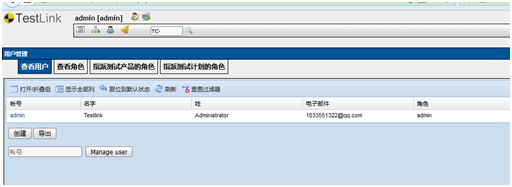 TestLink
admin [admin]
TC-
用户管理
查看用户 查看角色 指派测试产品的角色 指派测试计划的角色
打开/折叠组 显示全部列 复位到默认状态 刷新 重置过滤器
帐号 名字 姓 电子邮件 角色
admin Testlink Administrator 1033551322@qq.com admin
创建 导出
帐号 Manage user